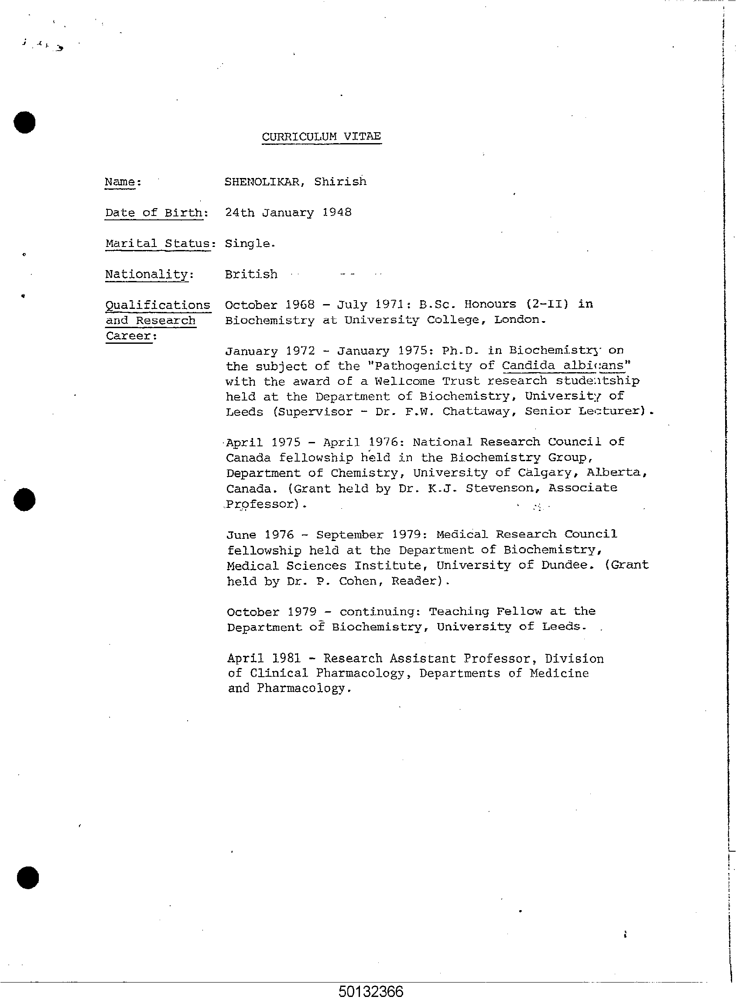 CURRICULUM VITAE
Name: SHENOLIKAR, Shirish
Date of Birth: 24th January 1948
Marital Status: Single.
Nationality: British
Qualifications October 1968 - July 1971: B.Sc. Honours (2-II) in
and Research Biochemistry at University College, London.
Career:
January 1972 - January 1975: Ph.D. in Biochemistry on
the subject of the "Pathogenicity of Candida albicans"
with the award of a Wellcome Trust research studentship
held at the Department of Biochemistry, University of
Leeds (Supervisor - Dr. F.W. Chattaway, Senior Lecturer).
April 1975 - April 1976: National Research Council of
Canada fellowship held in the Biochemistry Group,
Department of Chemistry, University of Calgary, Alberta,
Canada. (Grant held by Dr. K.J. Stevenson, Associate
Professor).
June 1976 - September 1979: Medical Research Council
fellowship held at the Department of Biochemistry,
Medical Sciences Institute, University of Dundee. (Grant
held by Dr. P. Cohen, Reader).
October 1979 - continuing: Teaching Fellow at the
Department of Biochemistry, University of Leeds.
April 1981 - Research Assistant Professor, Division
of Clinical Pharmacology, Departments of Medicine
and Pharmacology.
50132366